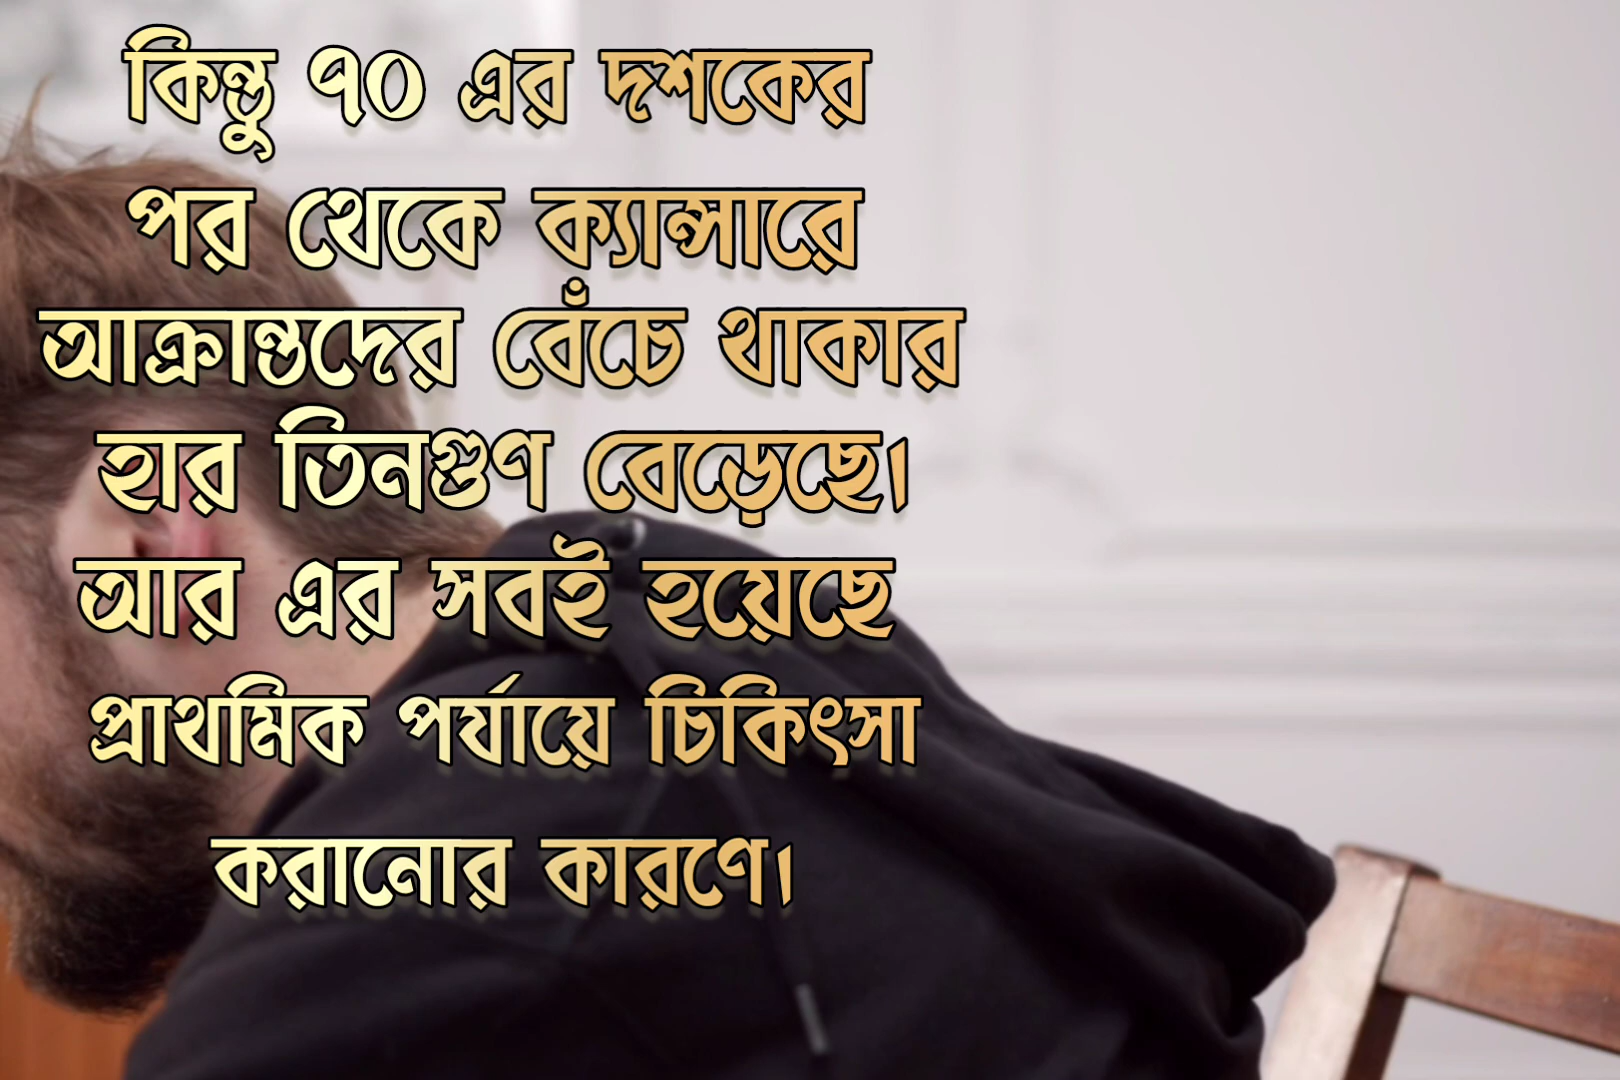 কিন্তু ৭০ এর দশকের
পর থেকে ক্যান্সারে
আক্রান্তদের বেঁচে থাকার
হার তিনগুণ বেড়েছে।
আর এর সবই হয়েছে
প্রাথমিক পর্যায়ে চিকিৎসা
করানোর কারণে।